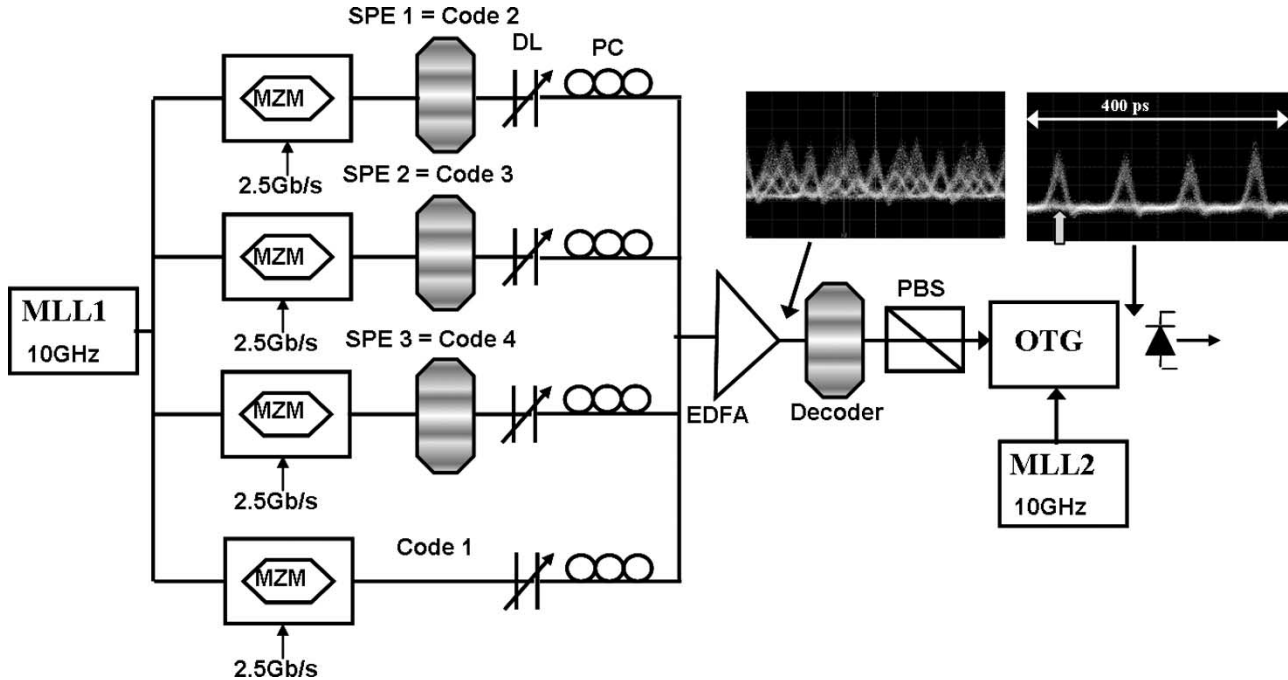 SPE 1 = Code 2
DL
PC
MZM
2.5Gb/s
SPE 2 = Code 3
MZM
2.5Gb/s
SPE 3 = Code 4
MZM
2.5Gb/s
Code 1
MZM
2.5Gb/s
MLL1
10GHz
EDFA
Decoder
PBS
OTG
MLL2
10GHz
400 ps